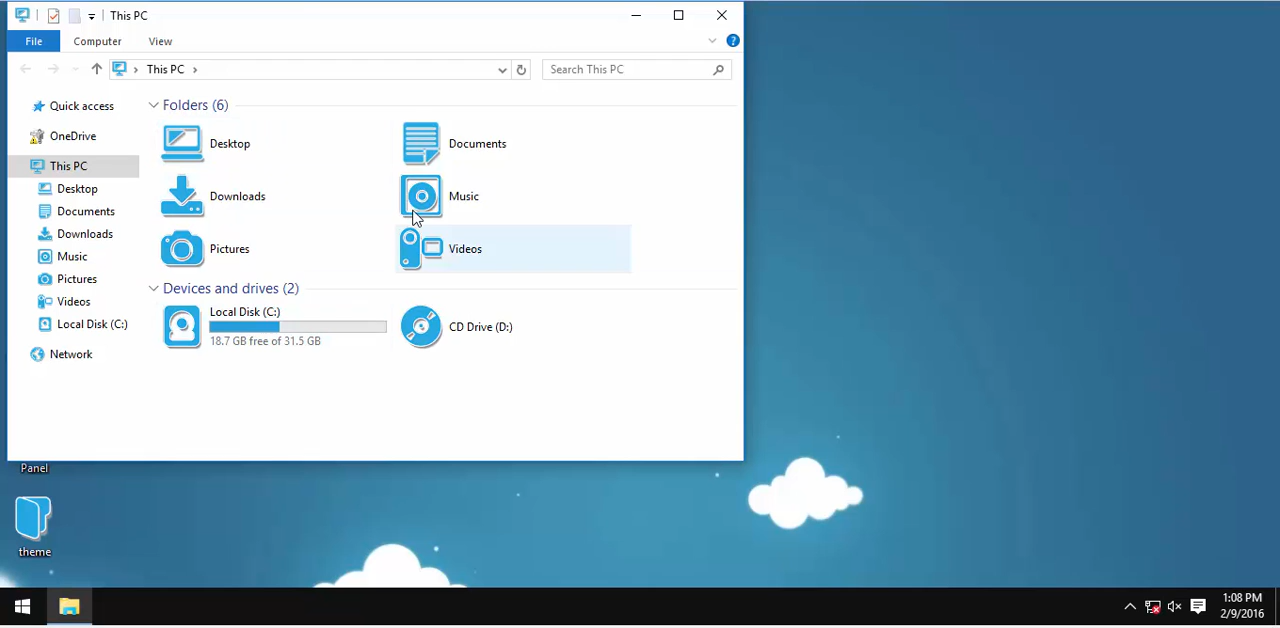 This PC
File Computer View
This PC
Search This PC
Quick access
OneDrive
This PC
Desktop
Documents
Downloads
Music
Pictures
Videos
Local Disk (C:)
Network
Folders (6)
Desktop
Documents
Downloads
Music
Pictures
Videos
Devices and drives (2)
Local Disk (C:)
18.7 GB free of 31.5 GB
CD Drive (D:)
Panel
theme
1:08 PM
2/9/2016